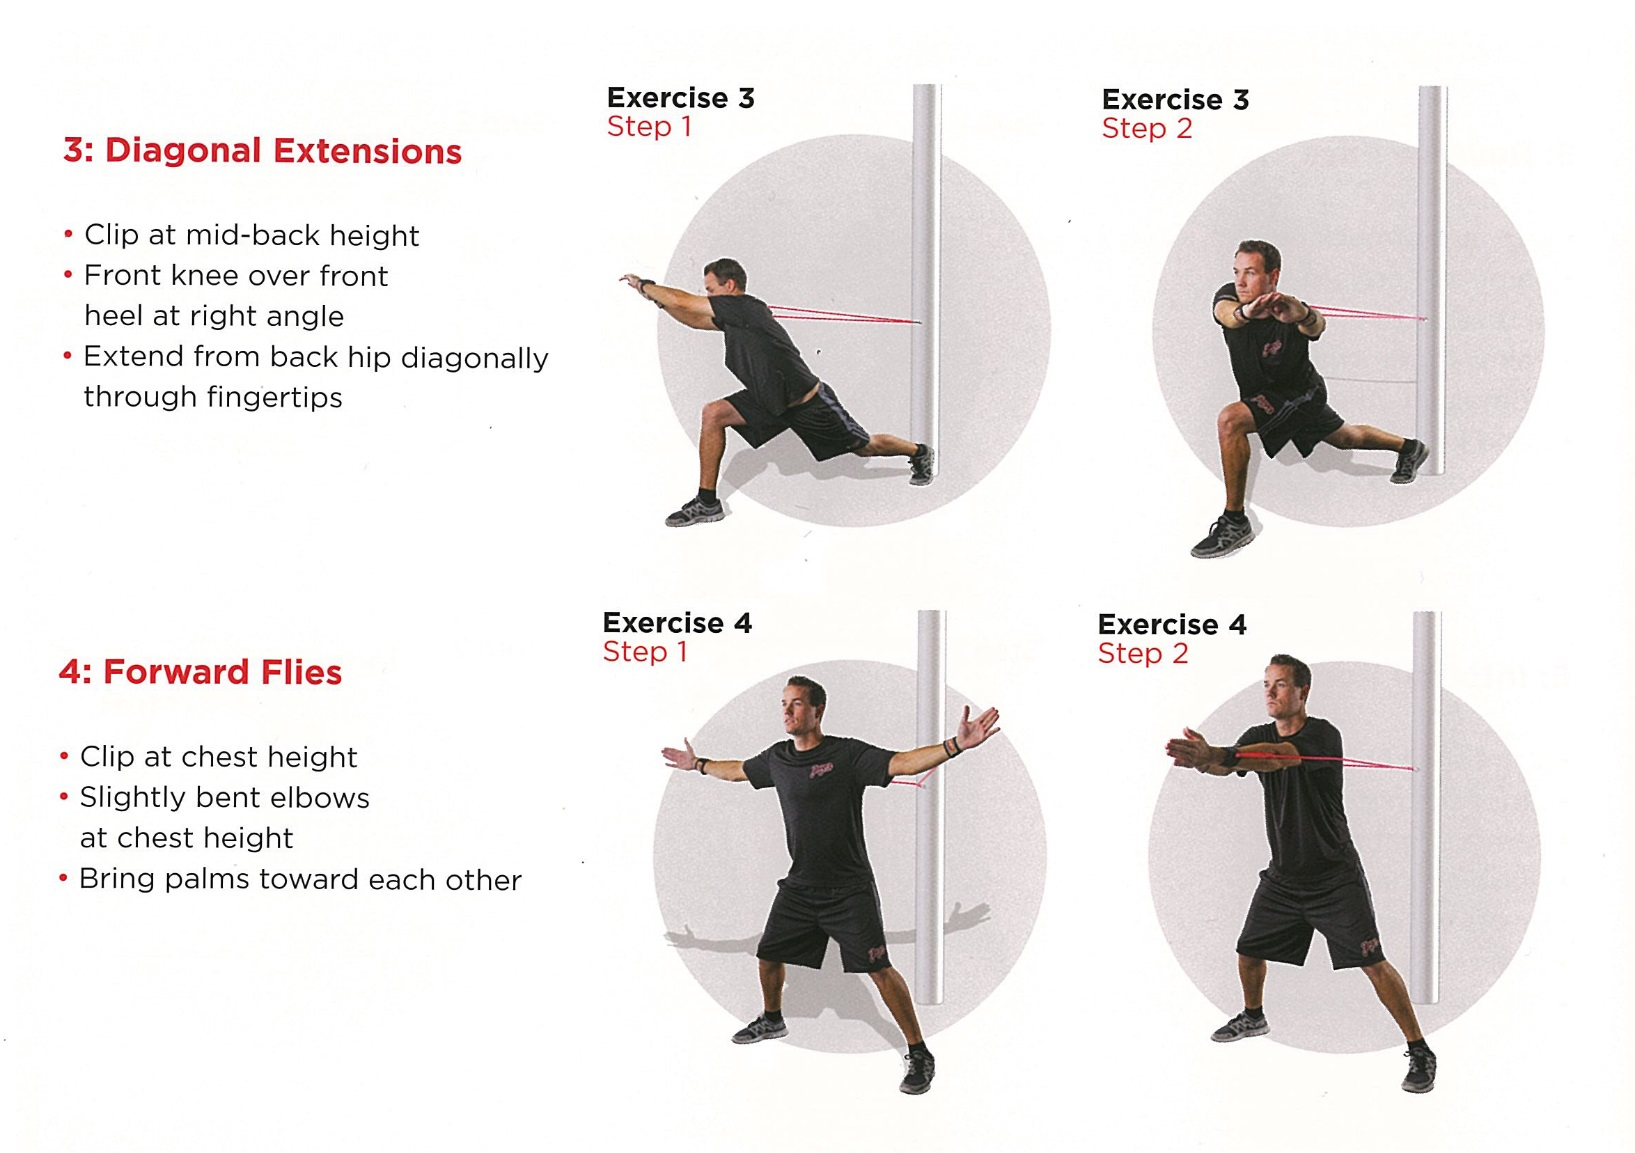 3: Diagonal Extensions
• Clip at mid-back height
• Front knee over front
heel at right angle
• Extend from back hip diagonally
through fingertips
Exercise 3
Step 1
Exercise 3
Step 2
4: Forward Flies
• Clip at chest height
• Slightly bent elbows
at chest height
• Bring palms toward each other
Exercise 4
Step 1
Exercise 4
Step 2